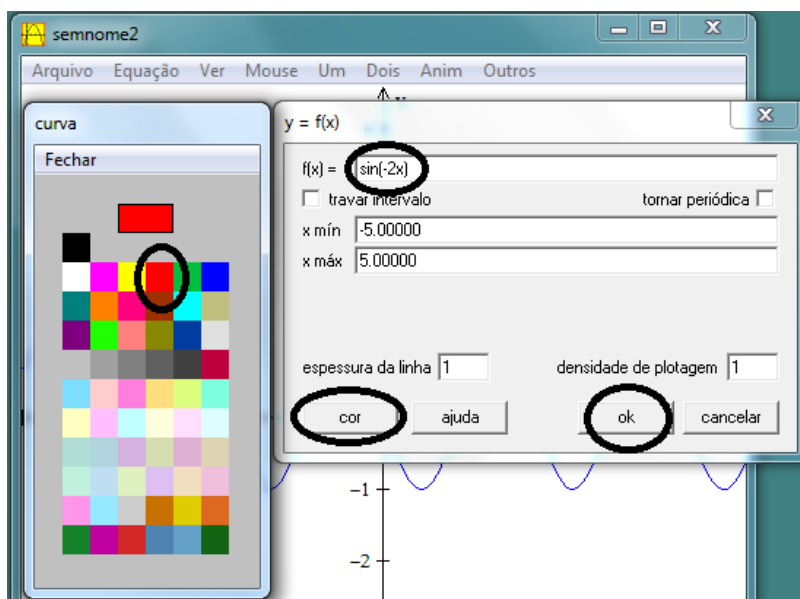 semnome2
Arquivo Equação Ver Mouse Um Dois Anim Outros
curva
Fechar
y = f(x)
f(x) = sin(-2x)
travar intervalo tornar periódica
x mín -5.00000
x máx 5.00000
espessura da linha 1 densidade de plotagem 1
cor ajuda ok cancelar
−1
−2